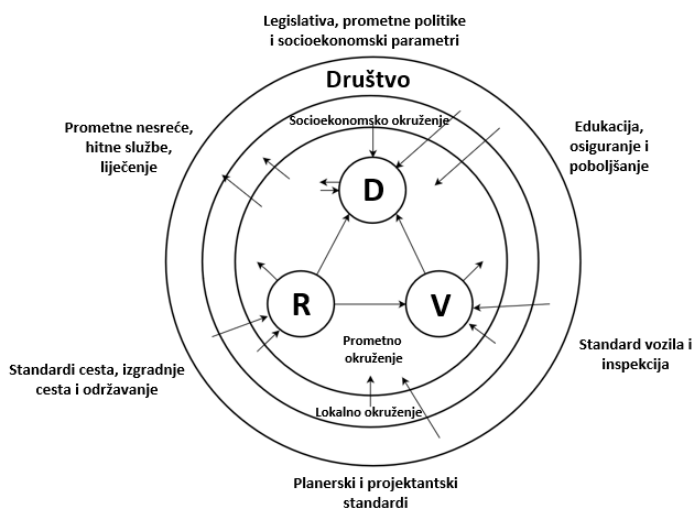 Legislativa, prometne politike
i socioekonomski parametri
Društvo
Prometne nesreće,
hitne službe,
liječenje
Socioekonomsko okruženje
Edukacija,
osiguranje i
poboljšanje
D
R
V
Prometno
okruženje
Standardi cesta, izgradnje
cesta i održavanje
Standard vozila i
inspekcija
Lokalno okruženje
Planerski i projektantski
standardi